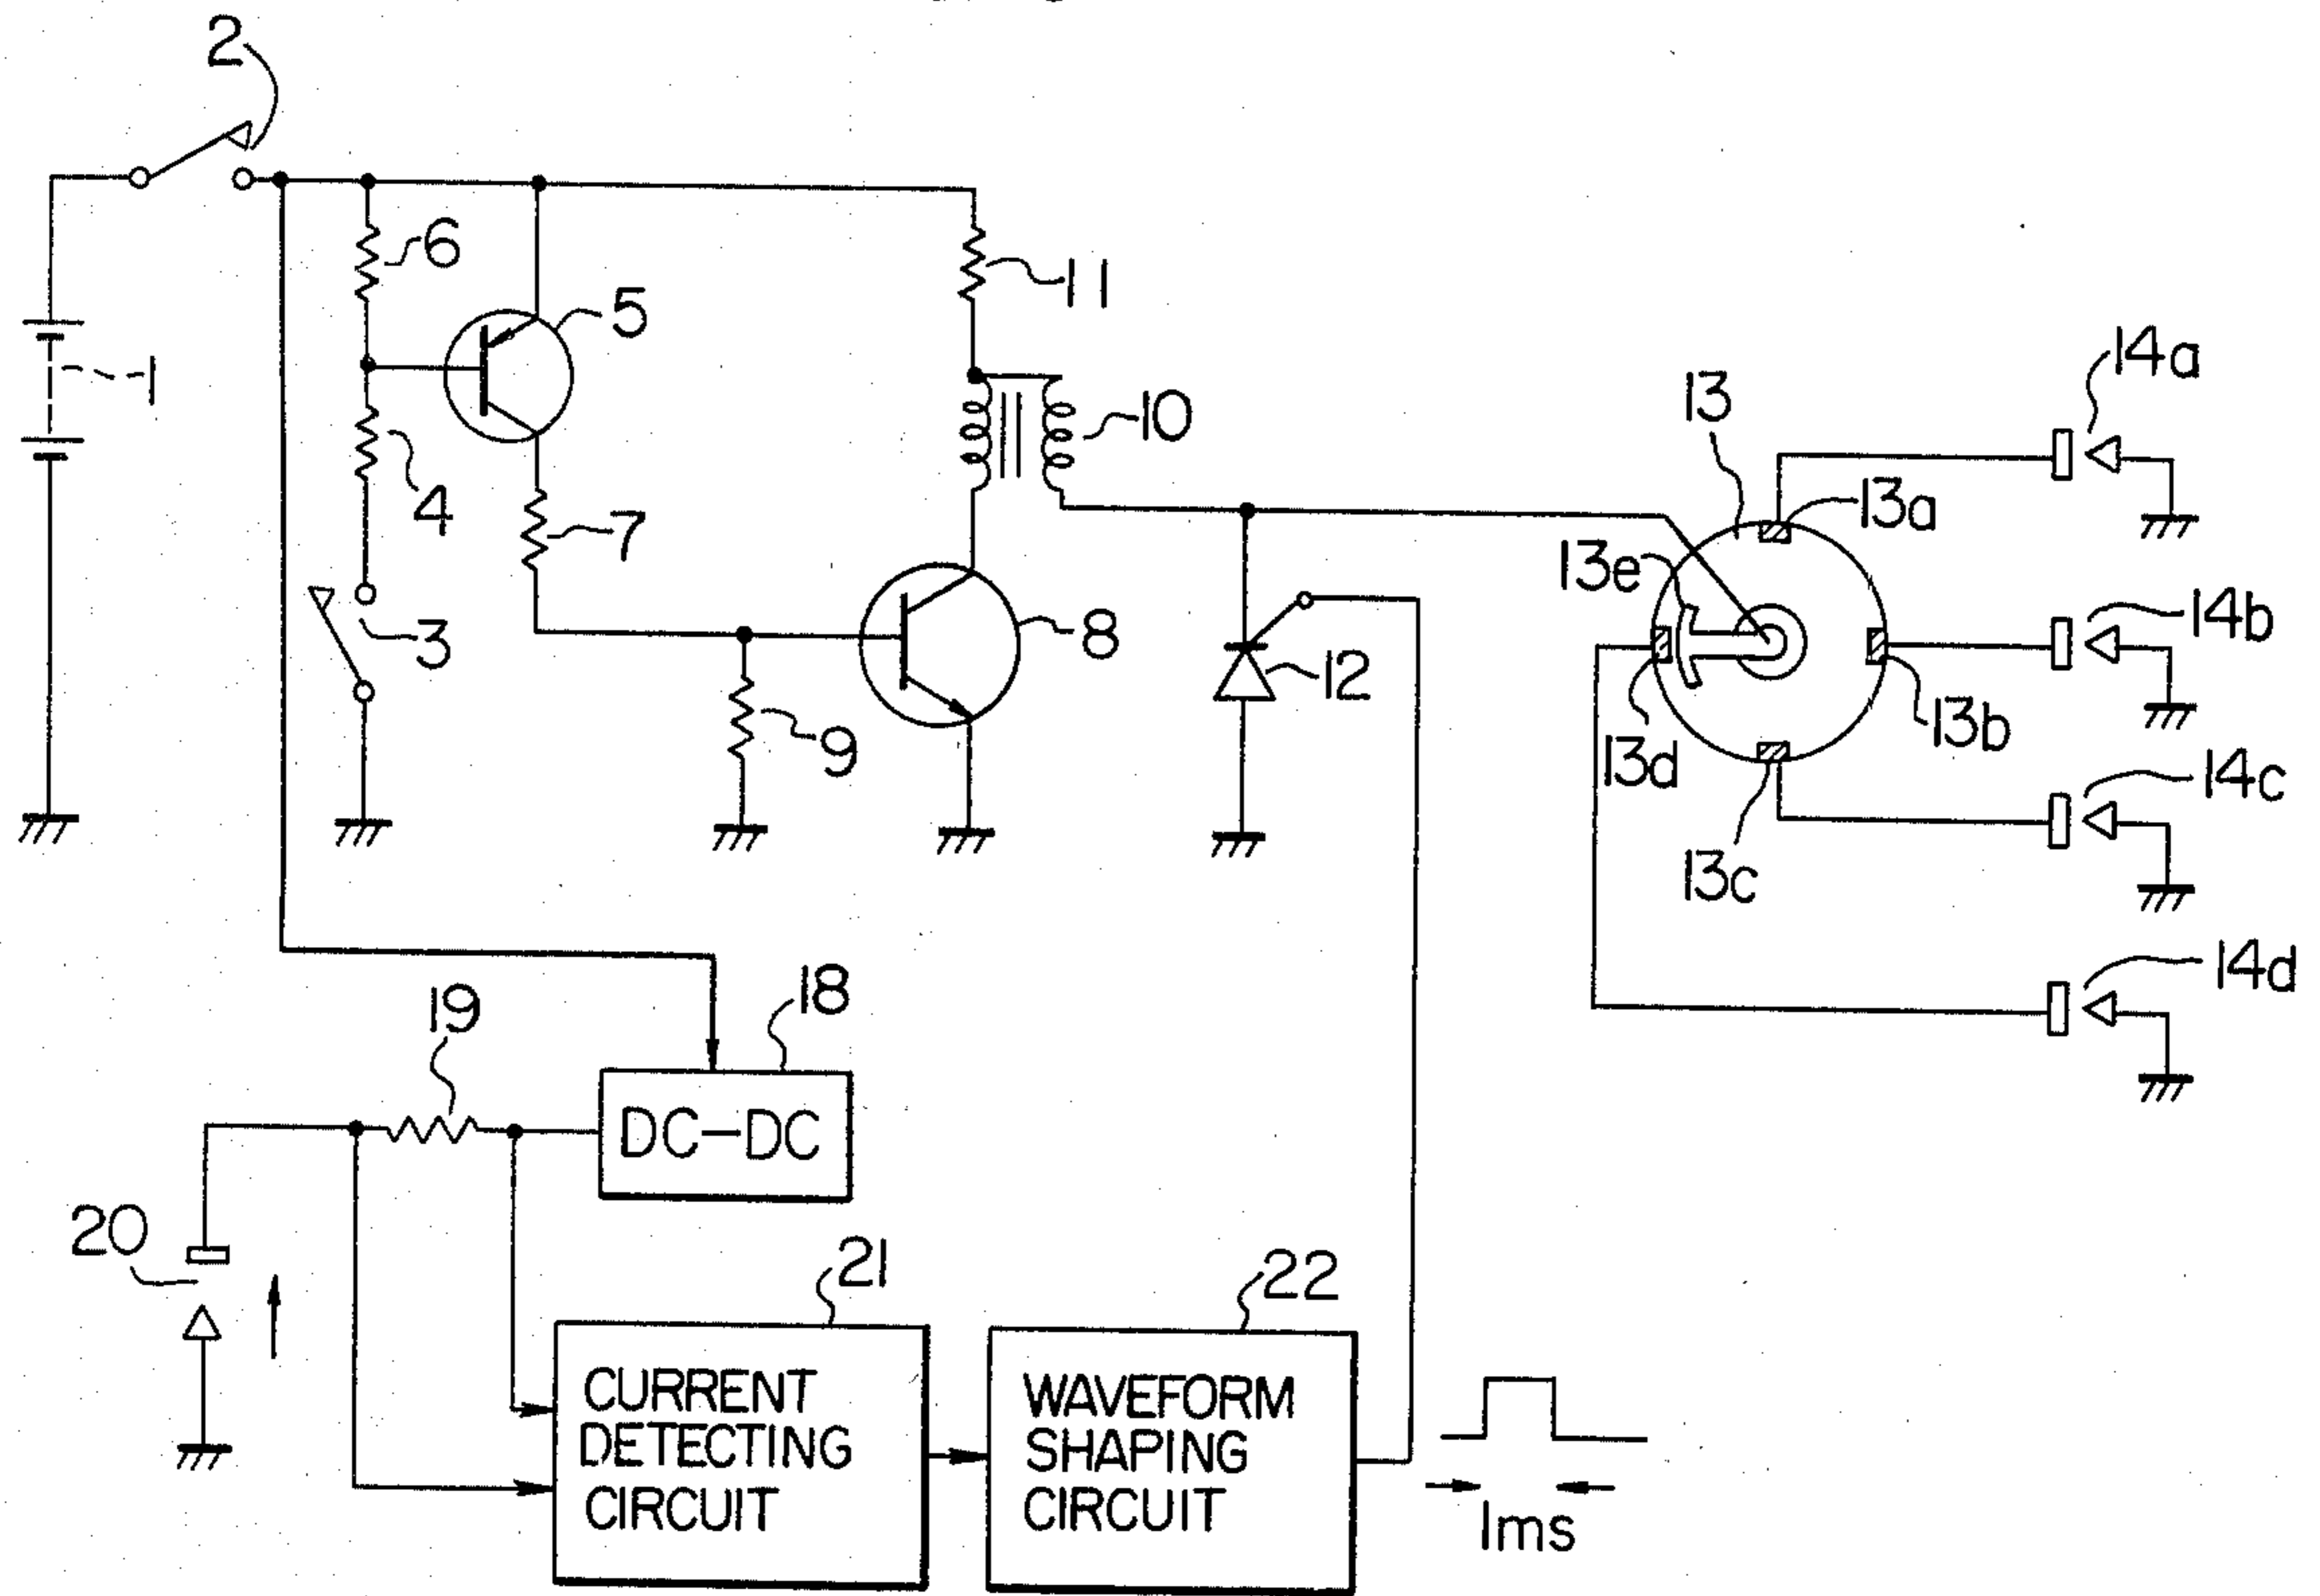 2
6
5
11
1
4
7
10
3
8
9
12
13
13a
13e
13b
13d
13c
14a
14b
14c
14d
19
18
DC-DC
20
21
22
CURRENT
DETECTING
CIRCUIT
WAVEFORM
SHAPING
CIRCUIT
1ms